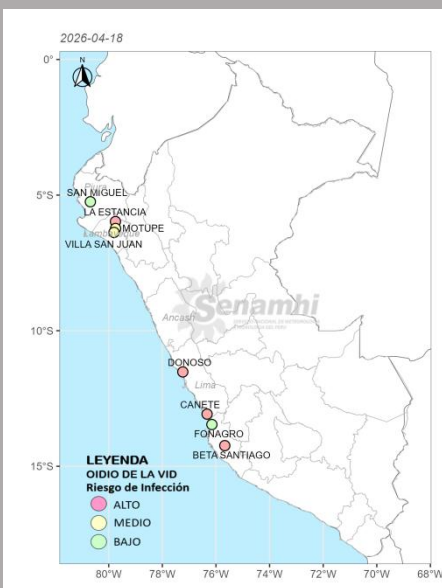 2026-04-18
N
0°
5°S
10°S
15°S
SAN MIGUEL
Piura
LA ESTANCIA
MOTUPE
Lambayeque
VILLA SAN JUAN
Senamhi
Ancash
DONOSO
Lima
CANETE
FONAGRO
BETA SANTIAGO
LEYENDA
OIDIO DE LA VID
Riesgo de Infección
ALTO
MEDIO
BAJO
80°W
78°W
76°W
74°W
72°W
70°W
68°W